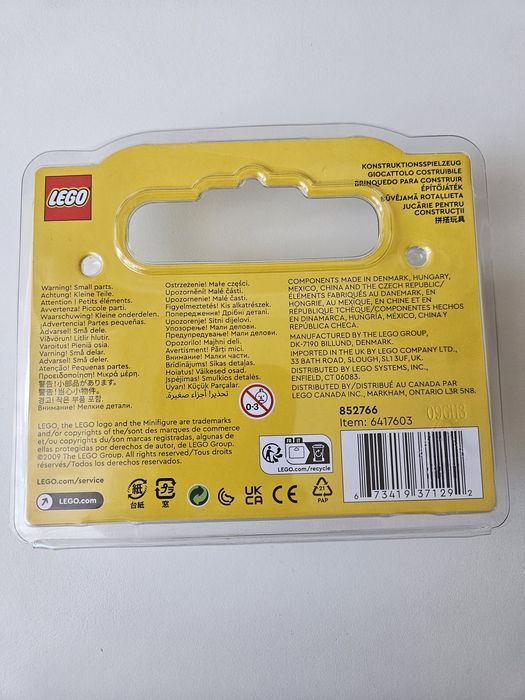 LEGO
KONSTRUKTIONSSPIELZEUG
GIOCATTOLO COSTRUIBILE
BRINQUEDO PARA CONSTRUIR
ÉPÍTŐJÁTÉK
BŪVĒJAMĀ ROTAĻLIETA
JUCĂRIE PENTRU
CONSTRUCȚII
拼搭玩具
Warning! Small parts.
Achtung! Kleine Teile.
Attention ! Petits éléments.
Avvertenza! Piccole parti.
Waarschuwing! Kleine onderdelen.
¡Advertencia! Partes pequeñas.
Advarsel! Små dele.
Viðvörun! Litlir hlutir.
Varoitus! Pieniä osia.
Varning! Små delar.
Advarsel! Små deler.
Atenção! Pequenas partes.
Προειδοποίηση! Μικρά μέρη.
警告!小部品があります。
警告!当心小物件。
경고! 작은 부품 포함.
Внимание! Мелкие детали.
Ostrzeżenie! Małe części.
Upozornění! Malé části.
Upozornenie! Malé časti.
Figyelmeztetés! Kis alkatrészek.
Попередження! Дрібні деталі.
Upozorenje! Sitni dijelovi.
Упозорење! Мали делови.
Opozorilo! Majhni deli.
Avertisment! Părți mici.
Внимание! Малки части.
Brīdinājums! Sīkas detaļas.
Hoiatus! Väikesed osad.
Įspėjimas! Smulkios detalės.
Uyarı! Küçük Parçalar.
تحذير! أجزاء صغيرة.
0-3
COMPONENTS MADE IN DENMARK, HUNGARY,
MEXICO, CHINA AND THE CZECH REPUBLIC/
ÉLÉMENTS FABRIQUÉS AU DANEMARK, EN
HONGRIE, AU MEXIQUE, EN CHINE ET EN
RÉPUBLIQUE TCHÈQUE/COMPONENTES HECHOS
EN DINAMARCA, HUNGRÍA, MÉXICO, CHINA Y
REPÚBLICA CHECA.
MANUFACTURED BY THE LEGO GROUP,
DK-7190 BILLUND, DENMARK.
IMPORTED IN THE UK BY LEGO COMPANY LTD.,
33 BATH ROAD, SLOUGH, SL1 3UF, UK.
DISTRIBUTED BY LEGO SYSTEMS, INC.,
ENFIELD, CT 06083.
DISTRIBUTED BY/DISTRIBUÉ AU CANADA PAR
LEGO CANADA INC., MARKHAM, ONTARIO L3R 5N8.
LEGO, the LEGO logo and the Minifigure are trademarks
and/or copyrights of the/son des marques de commerce
et/ou copyrights du/son marcas registradas, algunas de
ellas protegidas por derechos de autor, de LEGO Group.
©2009 The LEGO Group. All rights reserved/Tous droits
réservés/Todos los derechos reservados.
LEGO.com/service
LEGO.com
台紙
プラ
窓
UK
CA
CE
21
PAP
FR
LEGO.com/recycle
852766
Item: 6417603
6 73419 37129 2